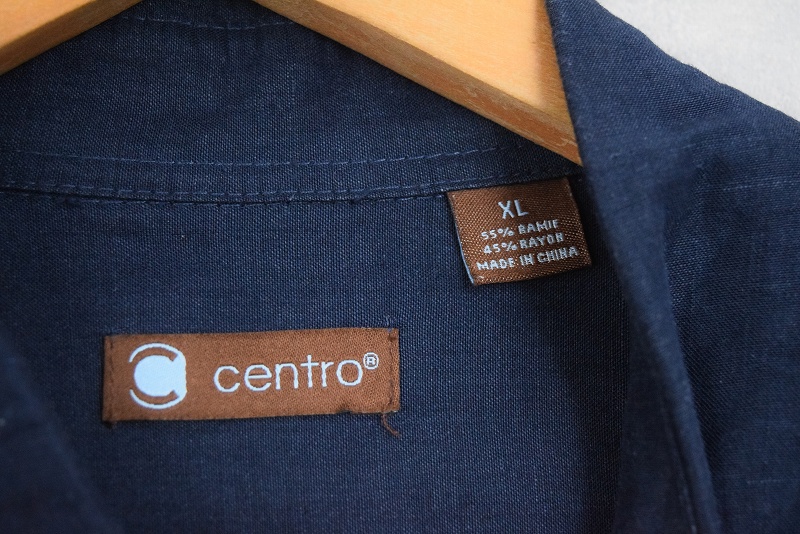 XL
55% RAMIE
45% RAYON
MADE IN CHINA
centro®